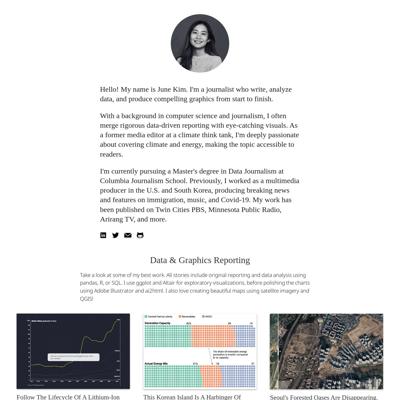 Hello! My name is June Kim. I'm a journalist who write, analyze
data, and produce compelling graphics from start to finish.
With a background in computer science and journalism, I often
merge rigorous data-driven reporting with eye-catching visuals. As
a former media editor at a climate think tank, I'm deeply passionate
about covering climate and energy, making the topic accessible to
readers.
I'm currently pursuing a Master's degree in Data Journalism at
Columbia Journalism School. Previously, I worked as a multimedia
producer in the U.S. and South Korea, producing breaking news
and features on immigration, music, and Covid-19. My work has
been published on Twin Cities PBS, Minnesota Public Radio,
Arirang TV, and more.
Data & Graphics Reporting
Take a look at some of my best work. All stories include original reporting and data analysis using
pandas, R, or SQL. I use ggplot and Altair for exploratory visualizations, before polishing the charts
using Adobe Illustrator and ai2html. I also love creating beautiful maps using satellite imagery and
QGIS!
Generation Capacity
Actual Energy Mix
Follow The Lifecycle Of A Lithium-Ion
This Korean Island Is A Harbinger Of
Seoul's Forested Oases Are Disappearing,